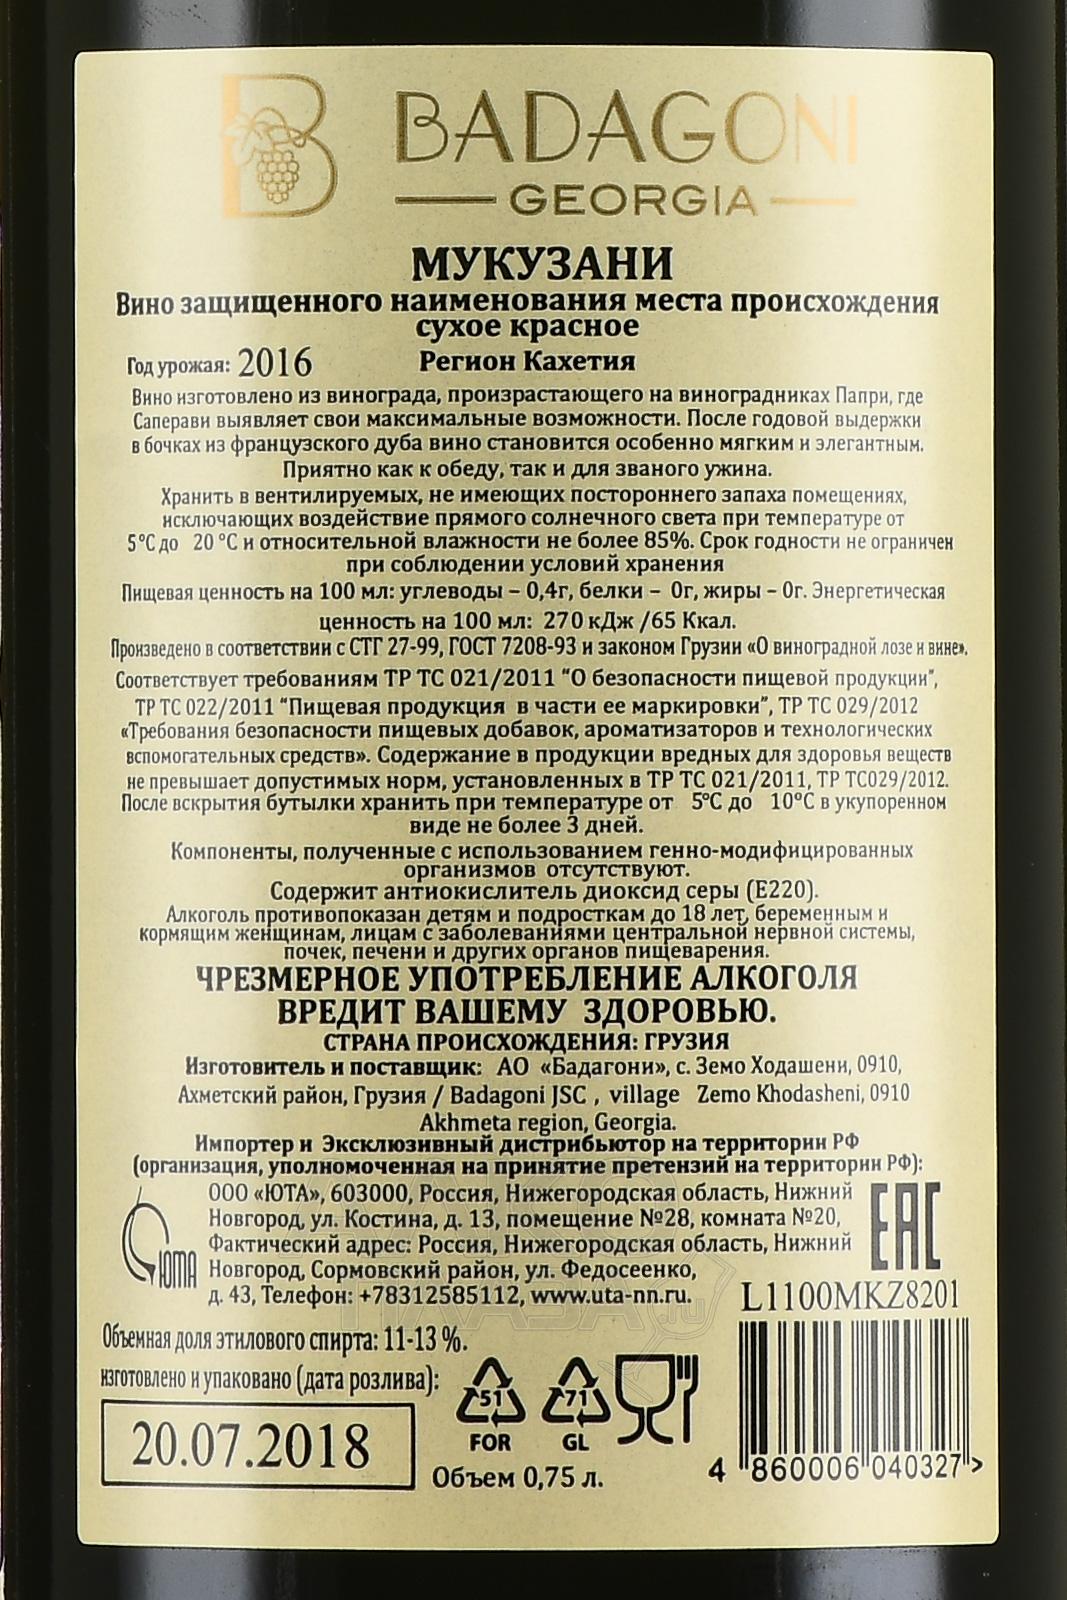 BADAGONI
GEORGIA
МУКУЗАНИ
Вино защищенного наименования места происхождения
сухое красное
Год урожая: 2016 Регион Кахетия
Вино изготовлено из винограда, произрастающего на виноградниках Папри, где
Саперави выявляет свои максимальные возможности. После годовой выдержки
в бочках из французского дуба вино становится особенно мягким и элегантным.
Приятно как к обеду, так и для званого ужина.
Хранить в вентилируемых, не имеющих постороннего запаха помещениях,
исключающих воздействие прямого солнечного света при температуре от
5°С до 20 °С и относительной влажности не более 85%. Срок годности не ограничен
при соблюдении условий хранения
Пищевая ценность на 100 мл: углеводы – 0,4г, белки – 0г, жиры – 0г. Энергетическая
ценность на 100 мл: 270 кДж /65 Ккал.
Произведено в соответствии с СТГ 27-99, ГОСТ 7208-93 и законом Грузии «О виноградной лозе и вине».
Соответствует требованиям ТР ТС 021/2011 "О безопасности пищевой продукции",
ТР ТС 022/2011 "Пищевая продукция в части ее маркировки", ТР ТС 029/2012
«Требования безопасности пищевых добавок, ароматизаторов и технологических
вспомогательных средств». Содержание в продукции вредных для здоровья веществ
не превышает допустимых норм, установленных в ТР ТС 021/2011, ТР ТС029/2012.
После вскрытия бутылки хранить при температуре от 5°С до 10°С в укупоренном
виде не более 3 дней.
Компоненты, полученные с использованием генно-модифицированных
организмов отсутствуют.
Содержит антиокислитель диоксид серы (Е220).
Алкоголь противопоказан детям и подросткам до 18 лет, беременным и
кормящим женщинам, лицам с заболеваниями центральной нервной системы,
почек, печени и других органов пищеварения.
ЧРЕЗМЕРНОЕ УПОТРЕБЛЕНИЕ АЛКОГОЛЯ
ВРЕДИТ ВАШЕМУ ЗДОРОВЬЮ.
СТРАНА ПРОИСХОЖДЕНИЯ: ГРУЗИЯ
Изготовитель и поставщик: АО «Бадагони», с. Земо Ходашени, 0910,
Ахметский район, Грузия / Badagoni JSC , village Zemo Khodasheni, 0910
Akhmeta region, Georgia.
Импортер и Эксклюзивный дистрибьютор на территории РФ
(организация, уполномоченная на принятие претензий на территории РФ):
ООО «ЮТА», 603000, Россия, Нижегородская область, Нижний
Новгород, ул. Костина, д. 13, помещение №28, комната №20,
Фактический адрес: Россия, Нижегородская область, Нижний
Новгород, Сормовский район, ул. Федосеенко,
д. 43, Телефон: +78312585112, www.uta-nn.ru.
ЮТА
ЕАС
L1100MKZ8201
Объемная доля этилового спирта: 11-13 %.
изготовлено и упаковано (дата розлива):
20.07.2018
51 71
FOR GL
Объем 0,75 л.
4 860006 040327 >